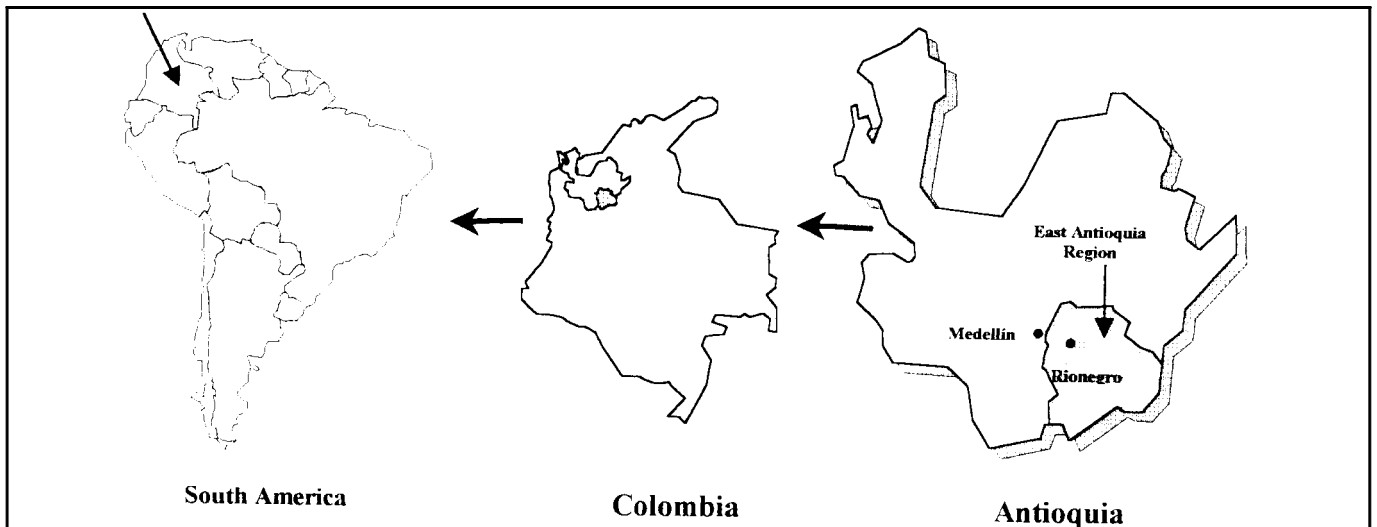 East Antioquia
Region
Medellín
Rionegro
South America
Colombia
Antioquia